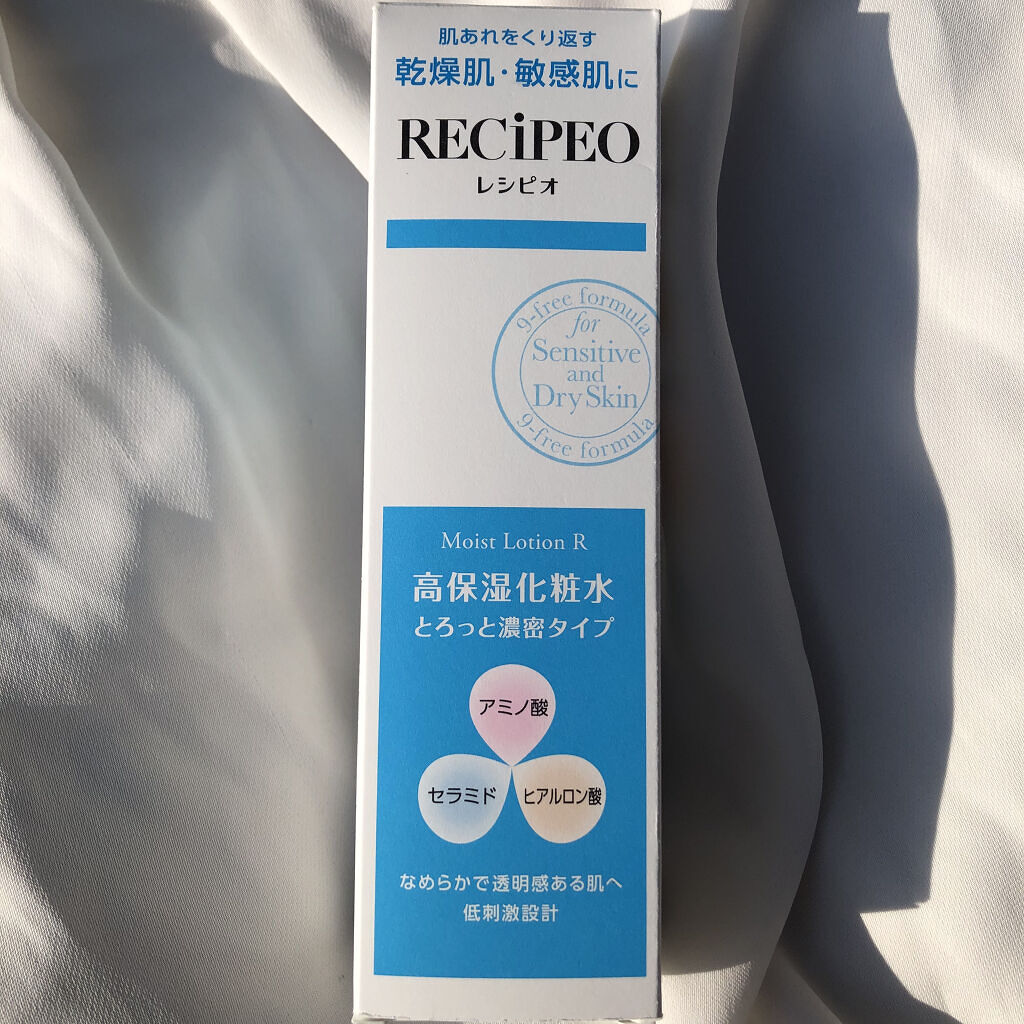 肌あれをくり返す
乾燥肌・敏感肌に
RECiPEO
レシピオ
9-free formula
for
Sensitive
and
Dry Skin
9-free formula
Moist Lotion R
高保湿化粧水
とろっと濃密タイプ
アミノ酸
セラミド
ヒアルロン酸
なめらかで透明感ある肌へ
低刺激設計